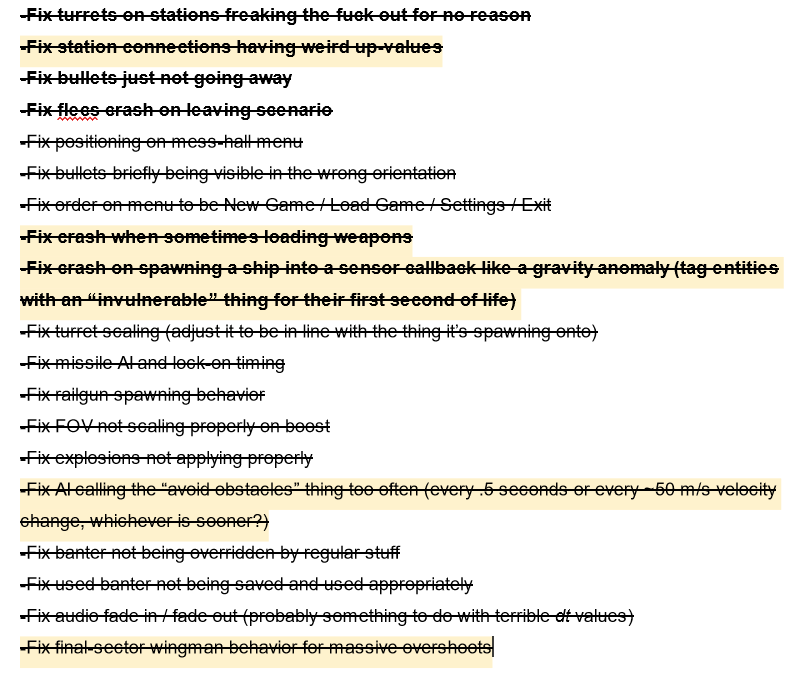 -Fix turrets on stations freaking the fuck out for no reason
-Fix station connections having weird up-values
-Fix bullets just not going away
-Fix flecs crash on leaving scenario
-Fix positioning on mess-hall menu
-Fix bullets briefly being visible in the wrong orientation
-Fix order on menu to be New Game / Load Game / Settings / Exit
-Fix crash when sometimes loading weapons
-Fix crash on spawning a ship into a sensor callback like a gravity anomaly (tag entities
with an “invulnerable” thing for their first second of life)
-Fix turret scaling (adjust it to be in line with the thing it’s spawning onto)
-Fix missile AI and lock-on timing
-Fix railgun spawning behavior
-Fix FOV not scaling properly on boost
-Fix explosions not applying properly
-Fix AI calling the “avoid obstacles” thing too often (every .5 seconds or every ~50 m/s velocity
change, whichever is sooner?)
-Fix banter not being overridden by regular stuff
-Fix used banter not being saved and used appropriately
-Fix audio fade in / fade out (probably something to do with terrible dt values)
-Fix final-sector wingman behavior for massive overshoots